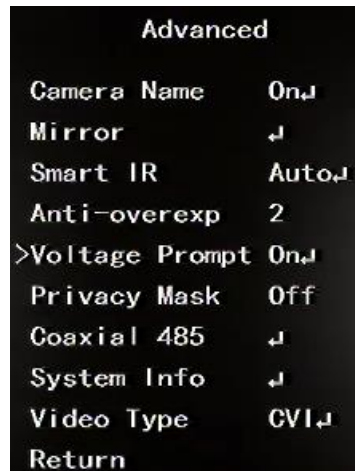 Advanced
Camera Name On↵
Mirror ↵
Smart IR Auto↵
Anti-overexp 2
>Voltage Prompt On↵
Privacy Mask Off
Coaxial 485 ↵
System Info ↵
Video Type CVI↵
Return